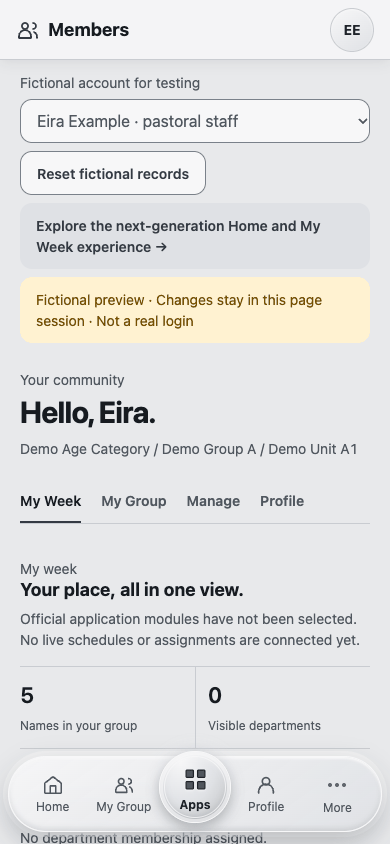 Members
EE
Fictional account for testing
Eira Example · pastoral staff
Reset fictional records
Explore the next-generation Home and My
Week experience →
Fictional preview · Changes stay in this page
session · Not a real login
Your community
Hello, Eira.
Demo Age Category / Demo Group A / Demo Unit A1
My Week My Group Manage Profile
My week
Your place, all in one view.
Official application modules have not been selected.
No live schedules or assignments are connected yet.
5 0
Names in your group Visible departments
Home My Group Apps Profile More
No department membership assigned.